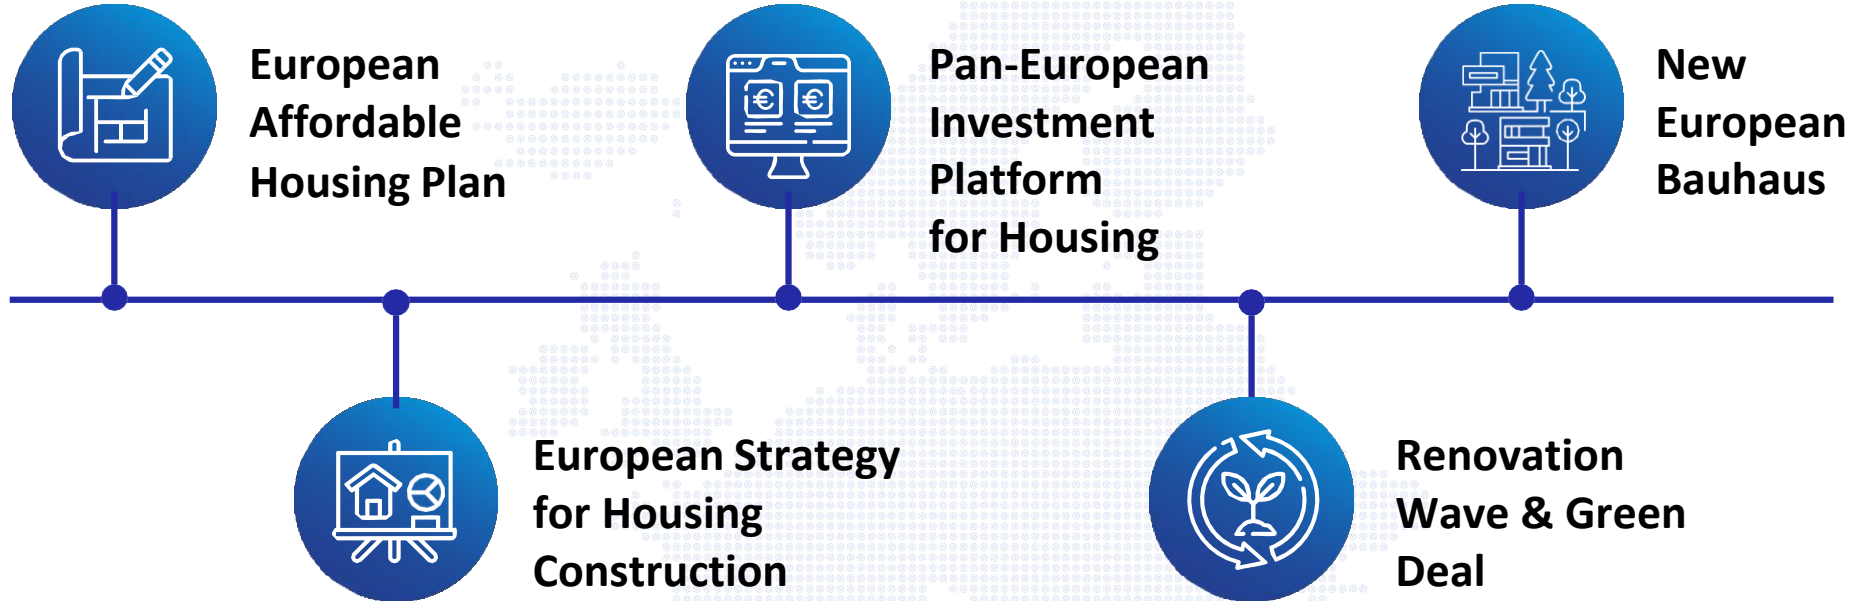 European
Affordable
Housing Plan
European Strategy
for Housing
Construction
Pan-European
Investment
Platform
for Housing
Renovation
Wave & Green
Deal
New
European
Bauhaus